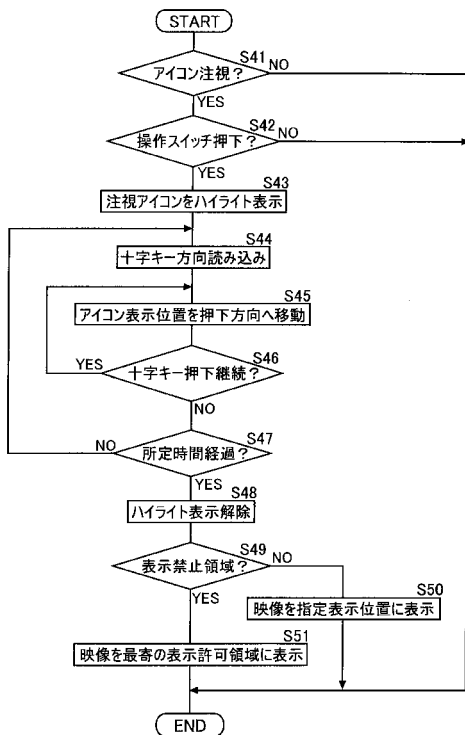 START
S41
アイコン注視？
NO
YES
S42
操作スイッチ押下？
NO
YES
S43
注視アイコンをハイライト表示
S44
十字キー方向読み込み
S45
アイコン表示位置を押下方向へ移動
S46
YES
十字キー押下継続？
NO
S47
NO
所定時間経過？
YES
S48
ハイライト表示解除
S49
表示禁止領域？
NO
YES
S50
映像を指定表示位置に表示
S51
映像を最寄の表示許可領域に表示
END